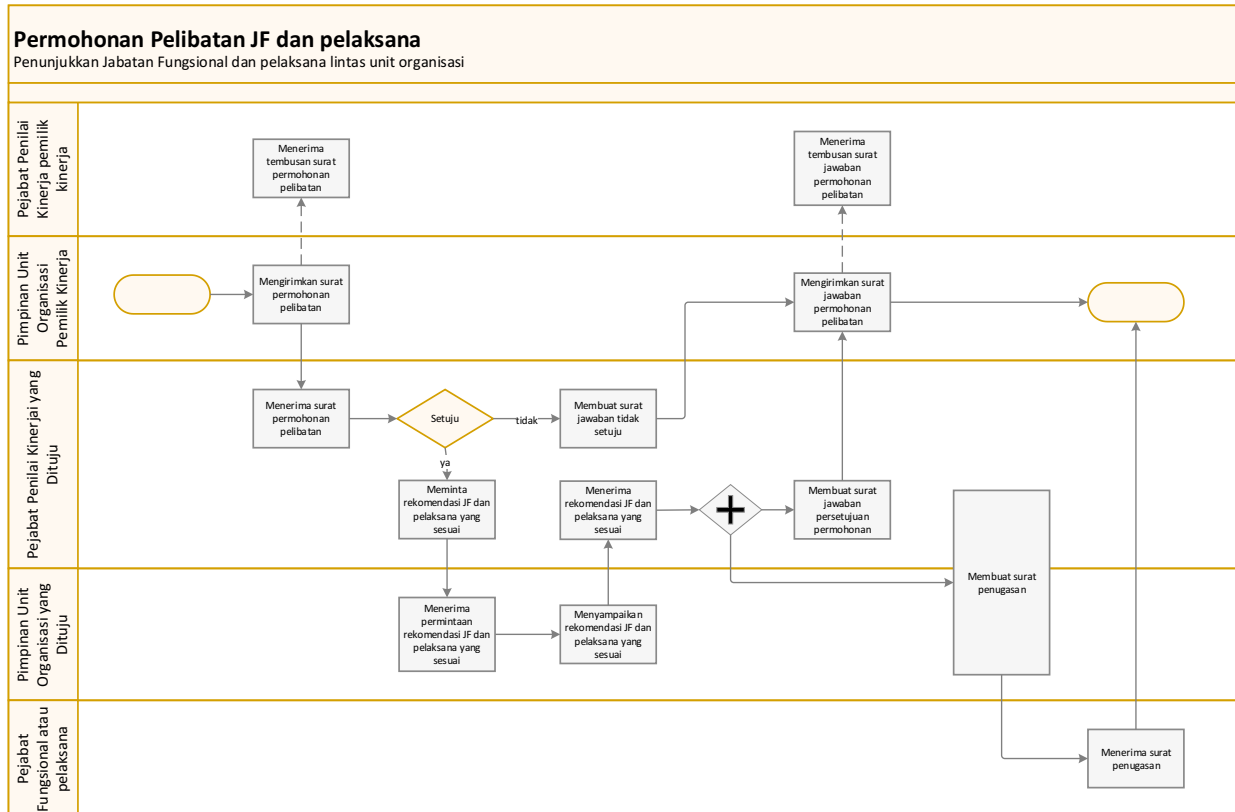 Permohonan Pelibatan JF dan pelaksana
Penunjukkan Jabatan Fungsional dan pelaksana lintas unit organisasi
Pejabat Penilai
Kinerja pemilik
kinerja
Menerima
tembusan surat
permohonan
pelibatan
Menerima
tembusan surat
jawaban
permohonan
pelibatan
Pimpinan Unit
Organisasi
Pemilik Kinerja
Mengirimkan surat
permohonan
pelibatan
Mengirimkan surat
jawaban
permohonan
pelibatan
Pejabat Penilai Kinerjai yang
Dituju
Menerima surat
permohonan
pelibatan
Setuju
tidak
Membuat surat
jawaban tidak
setuju
ya
Meminta
rekomendasi JF dan
pelaksana yang
sesuai
Menerima
rekomendasi JF dan
pelaksana yang
sesuai
Membuat surat
jawaban
persetujuan
permohonan
Membuat surat
penugasan
Pimpinan Unit
Organisasi yang
Dituju
Menerima
permintaan
rekomendasi JF dan
pelaksana yang
sesuai
Menyampaikan
rekomendasi JF dan
pelaksana yang
sesuai
Pejabat
Fungsional atau
pelaksana
Menerima surat
penugasan